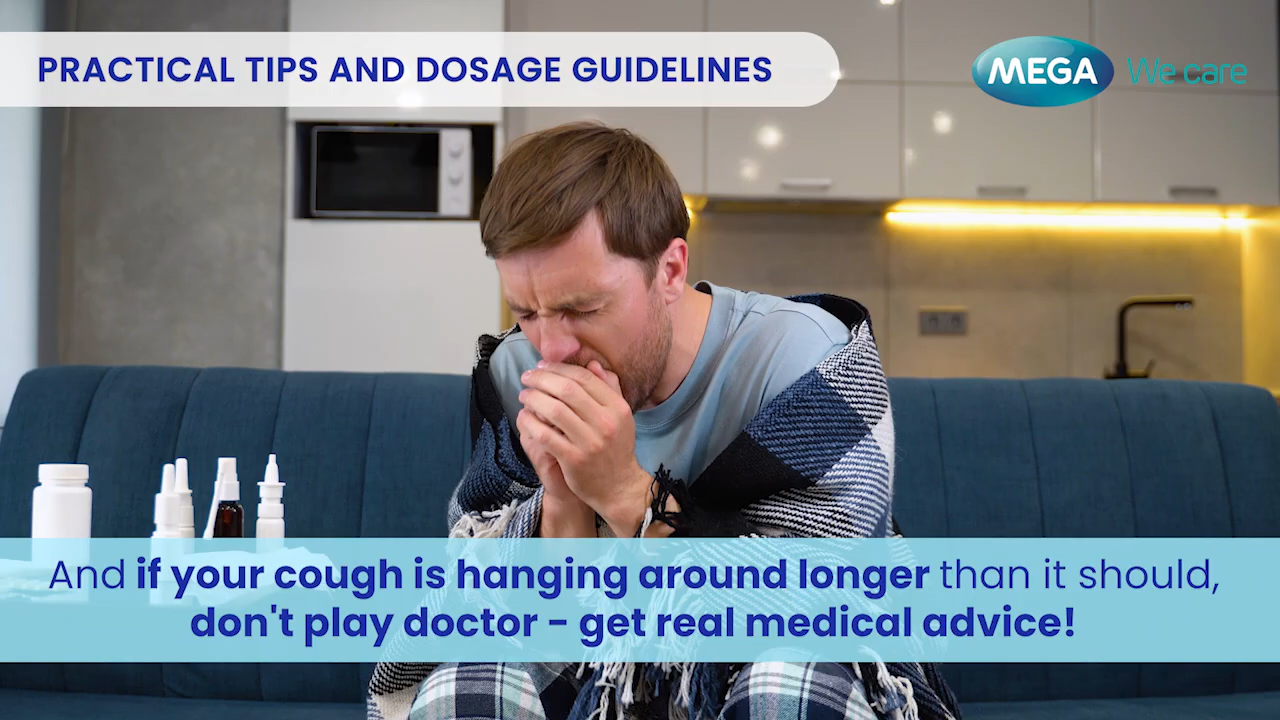 PRACTICAL TIPS AND DOSAGE GUIDELINES
MEGA We care
And if your cough is hanging around longer than it should,
don't play doctor - get real medical advice!